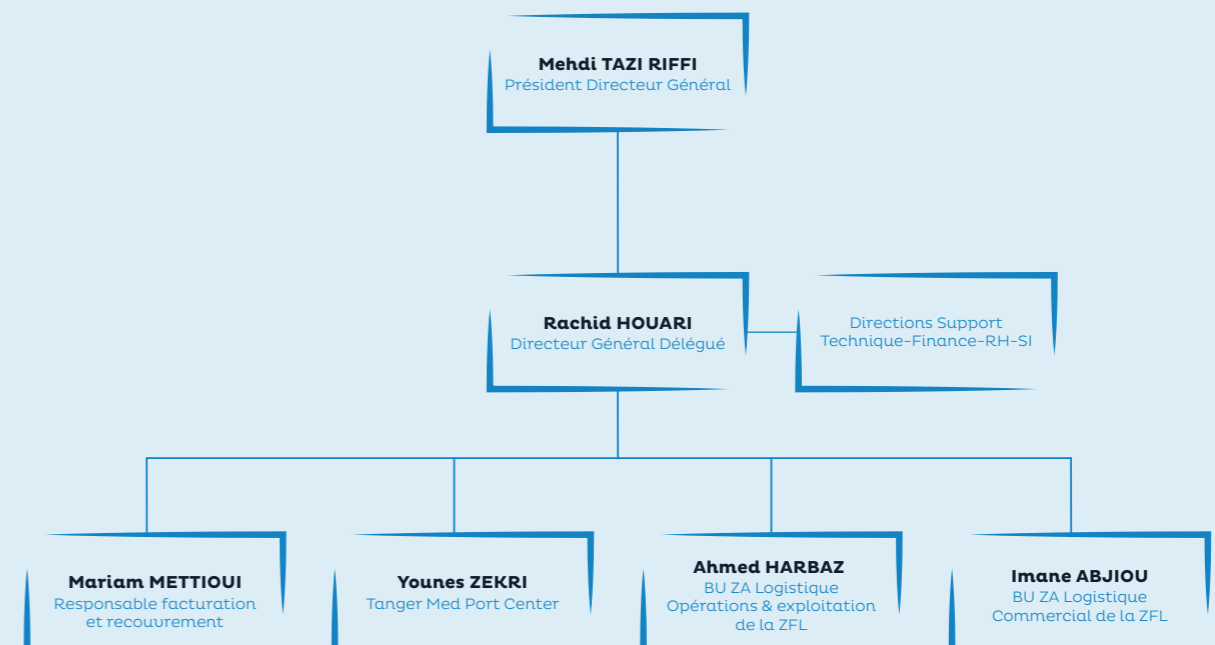 Mehdi TAZI RIFFI
Président Directeur Général
Rachid HOUARI
Directeur Général Délégué
Directions Support
Technique-Finance-RH-SI
Mariam METTIOUI
Responsable facturation
et recouvrement
Younes ZEKRI
Tanger Med Port Center
Ahmed HARBAZ
BU ZA Logistique
Opérations & exploitation
de la ZFL
Imane ABJIOU
BU ZA Logistique
Commercial de la ZFL